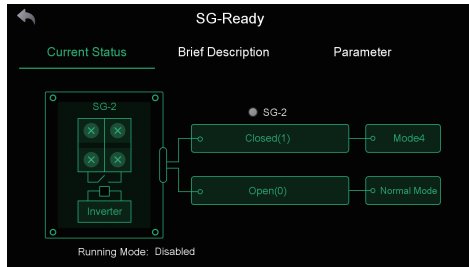 SG-Ready
Current Status
Brief Description
Parameter
SG-2
SG-2
Closed(1)
Mode4
Open(0)
Normal Mode
Inverter
Running Mode: Disabled